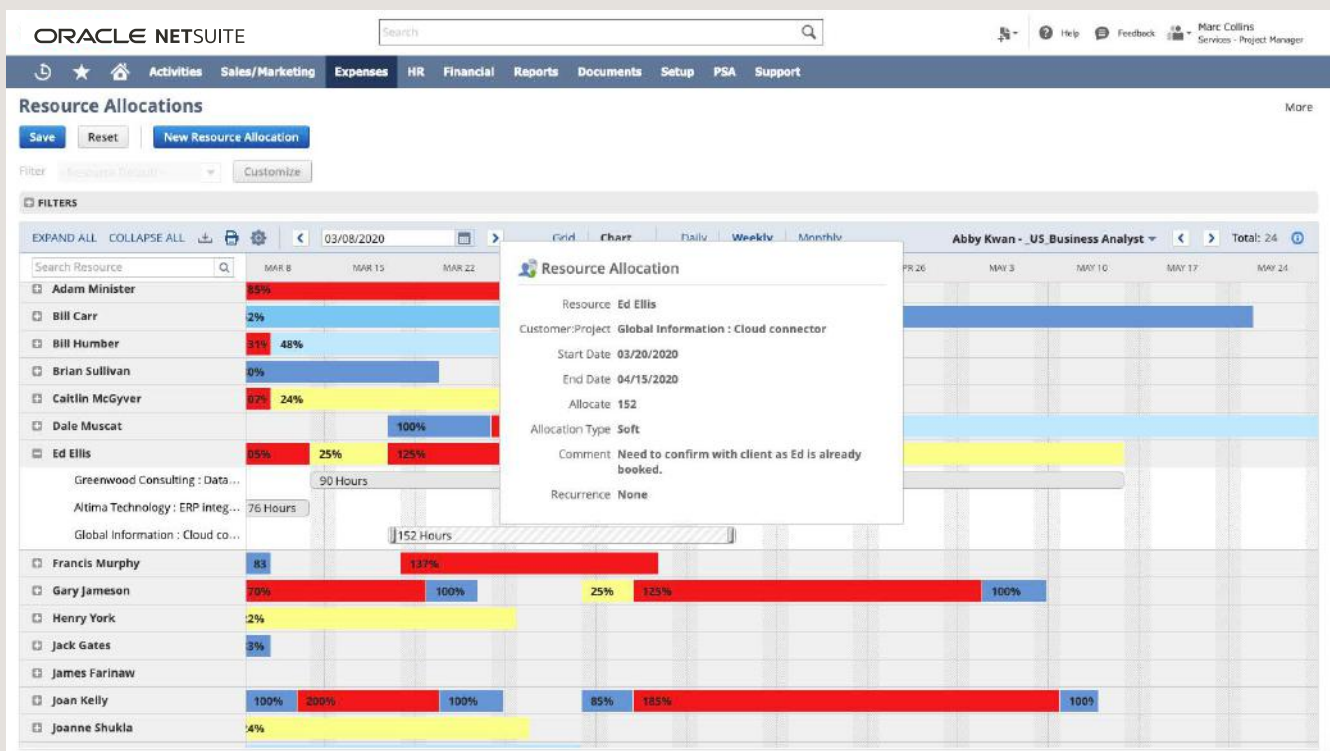 ORACLE NETSUITE
Search
Help
Feedback
Marc Collins
Services - Project Manager
Activities Sales/Marketing Expenses HR Financial Reports Documents Setup PSA Support
Resource Allocations
More
Save Reset New Resource Allocation
Filter Customize
FILTERS
EXPAND ALL COLLAPSE ALL 03/08/2020 Grid Chart Daily Weekly Monthly Abby Kwan - _US_Business Analyst Total: 24
Search Resource MAR 8 MAR 15 MAR 22 PR 26 MAY 3 MAY 10 MAY 17 MAY 24
Adam Minister 85%
Bill Carr 2%
Bill Humber 31% 48%
Brian Sullivan 0%
Caitlin McGyver 07% 24%
Dale Muscat 100%
Ed Ellis 05% 25% 125%
Greenwood Consulting : Data... 90 Hours
Altima Technology : ERP integ... 76 Hours
Global Information : Cloud co... 152 Hours
Resource Allocation
Resource Ed Ellis
Customer:Project Global Information : Cloud connector
Start Date 03/20/2020
End Date 04/15/2020
Allocate 152
Allocation Type Soft
Comment Need to confirm with client as Ed is already
booked.
Recurrence None
Francis Murphy 83 137%
Gary Jameson 70% 100% 25% 125% 100%
Henry York 2%
Jack Gates 3%
James Farinaw
Joan Kelly 100% 200% 100% 85% 185% 100%
Joanne Shukla 4%